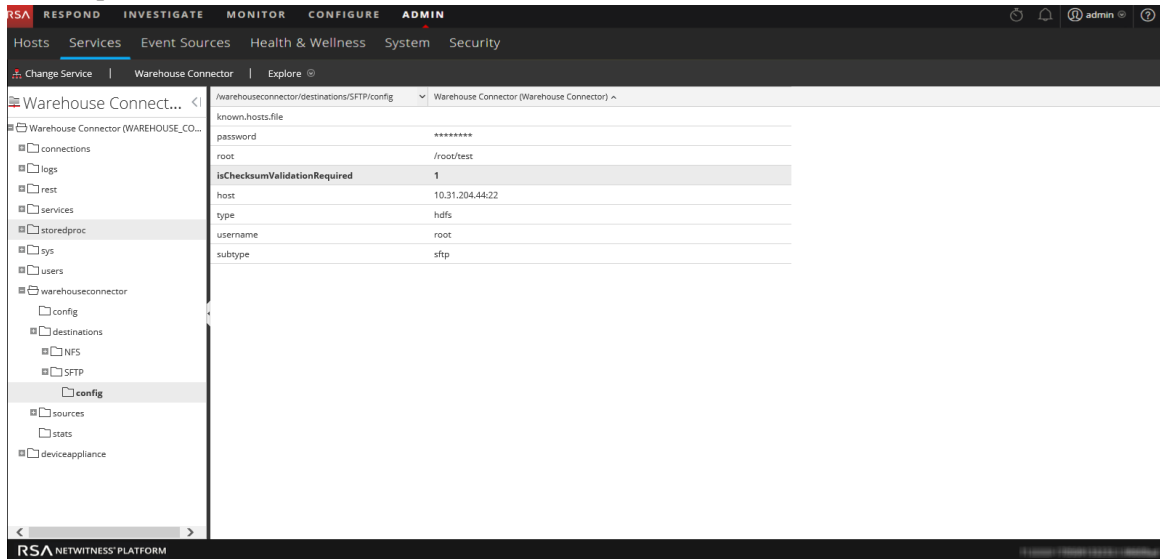 RSA RESPOND INVESTIGATE MONITOR CONFIGURE ADMIN admin
Hosts Services Event Sources Health & Wellness System Security
Change Service | Warehouse Connector | Explore
Warehouse Connect...
/warehouseconnector/destinations/SFTP/config Warehouse Connector (Warehouse Connector)
Warehouse Connector (WAREHOUSE_CO...
known.hosts.file
password ********
connections
root /root/test
logs
isChecksumValidationRequired 1
rest
host 10.31.204.44:22
services
type hdfs
storedproc
username root
sys
subtype sftp
users
warehouseconnector
config
destinations
NFS
SFTP
config
sources
stats
deviceappliance
RSA NETWITNESS® PLATFORM